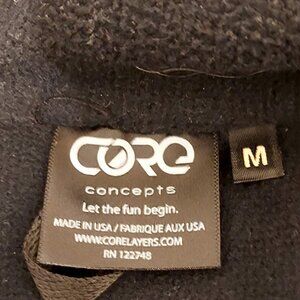 CORe
concepts
Let the fun begin.
MADE IN USA / FABRIQUE AUX USA
WWW.CORELAYERS.COM
RN 122748
M